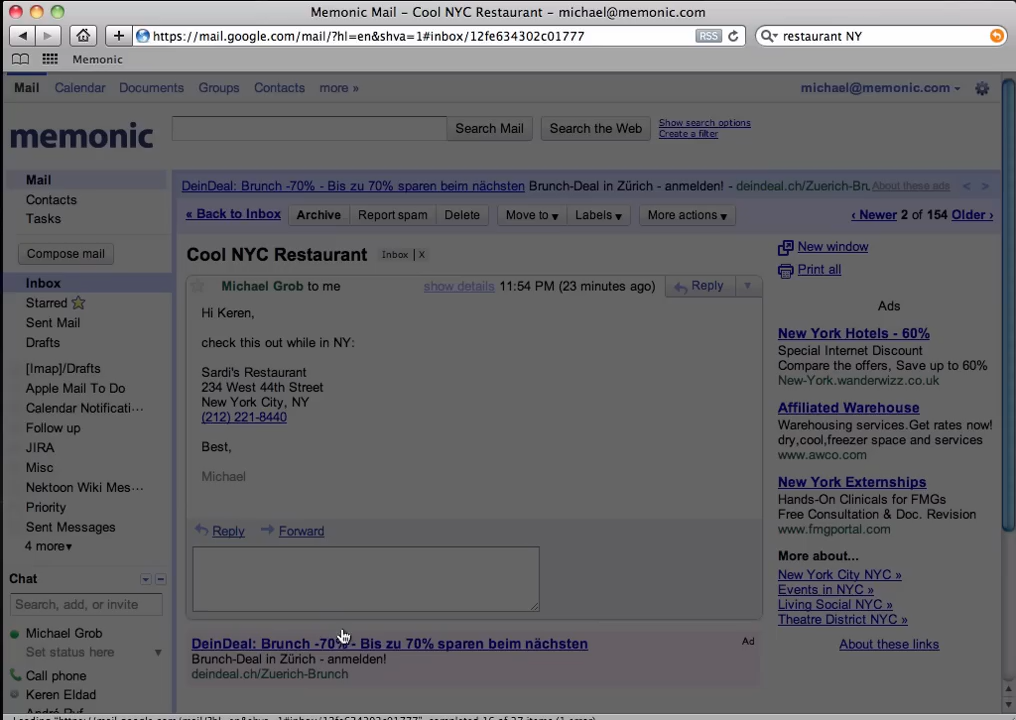 Memonic Mail – Cool NYC Restaurant – michael@memonic.com
https://mail.google.com/mail/?hl=en&shva=1#inbox/12fe634302c01777 RSS restaurant NY
Memonic
Mail Calendar Documents Groups Contacts more » michael@memonic.com
memonic Search Mail Search the Web Show search options
Create a filter
Mail
Contacts
Tasks
Compose mail
Inbox
Starred
Sent Mail
Drafts
[Imap]/Drafts
Apple Mail To Do
Calendar Notificati...
Follow up
JIRA
Misc
Nektoon Wiki Mes...
Priority
Sent Messages
4 more▾
Chat
Search, add, or invite
Michael Grob
Set status here
Call phone
Keren Eldad
DeinDeal: Brunch -70% - Bis zu 70% sparen beim nächsten Brunch-Deal in Zürich - anmelden! - deindeal.ch/Zuerich-Brun About these ads < >
« Back to Inbox Archive Report spam Delete Move to ▾ Labels ▾ More actions ▾ ‹ Newer 2 of 154 Older ›
Cool NYC Restaurant Inbox | X
Michael Grob to me show details 11:54 PM (23 minutes ago) Reply
Hi Keren,
check this out while in NY:
Sardi's Restaurant
234 West 44th Street
New York City, NY
(212) 221-8440
Best,
Michael
Reply Forward
DeinDeal: Brunch -70% - Bis zu 70% sparen beim nächsten Ad
Brunch-Deal in Zürich - anmelden!
deindeal.ch/Zuerich-Brunch
New window
Print all
Ads
New York Hotels - 60%
Special Internet Discount
Compare the offers, Save up to 60%
New-York.wanderwizz.co.uk
Affiliated Warehouse
Warehousing services.Get rates now!
dry,cool,freezer space and services
www.awco.com
New York Externships
Hands-On Clinicals for FMGs
Free Consultation & Doc. Revision
www.fmgportal.com
More about...
New York City NYC »
Events in NYC »
Living Social NYC »
Theater District NYC »
About these links